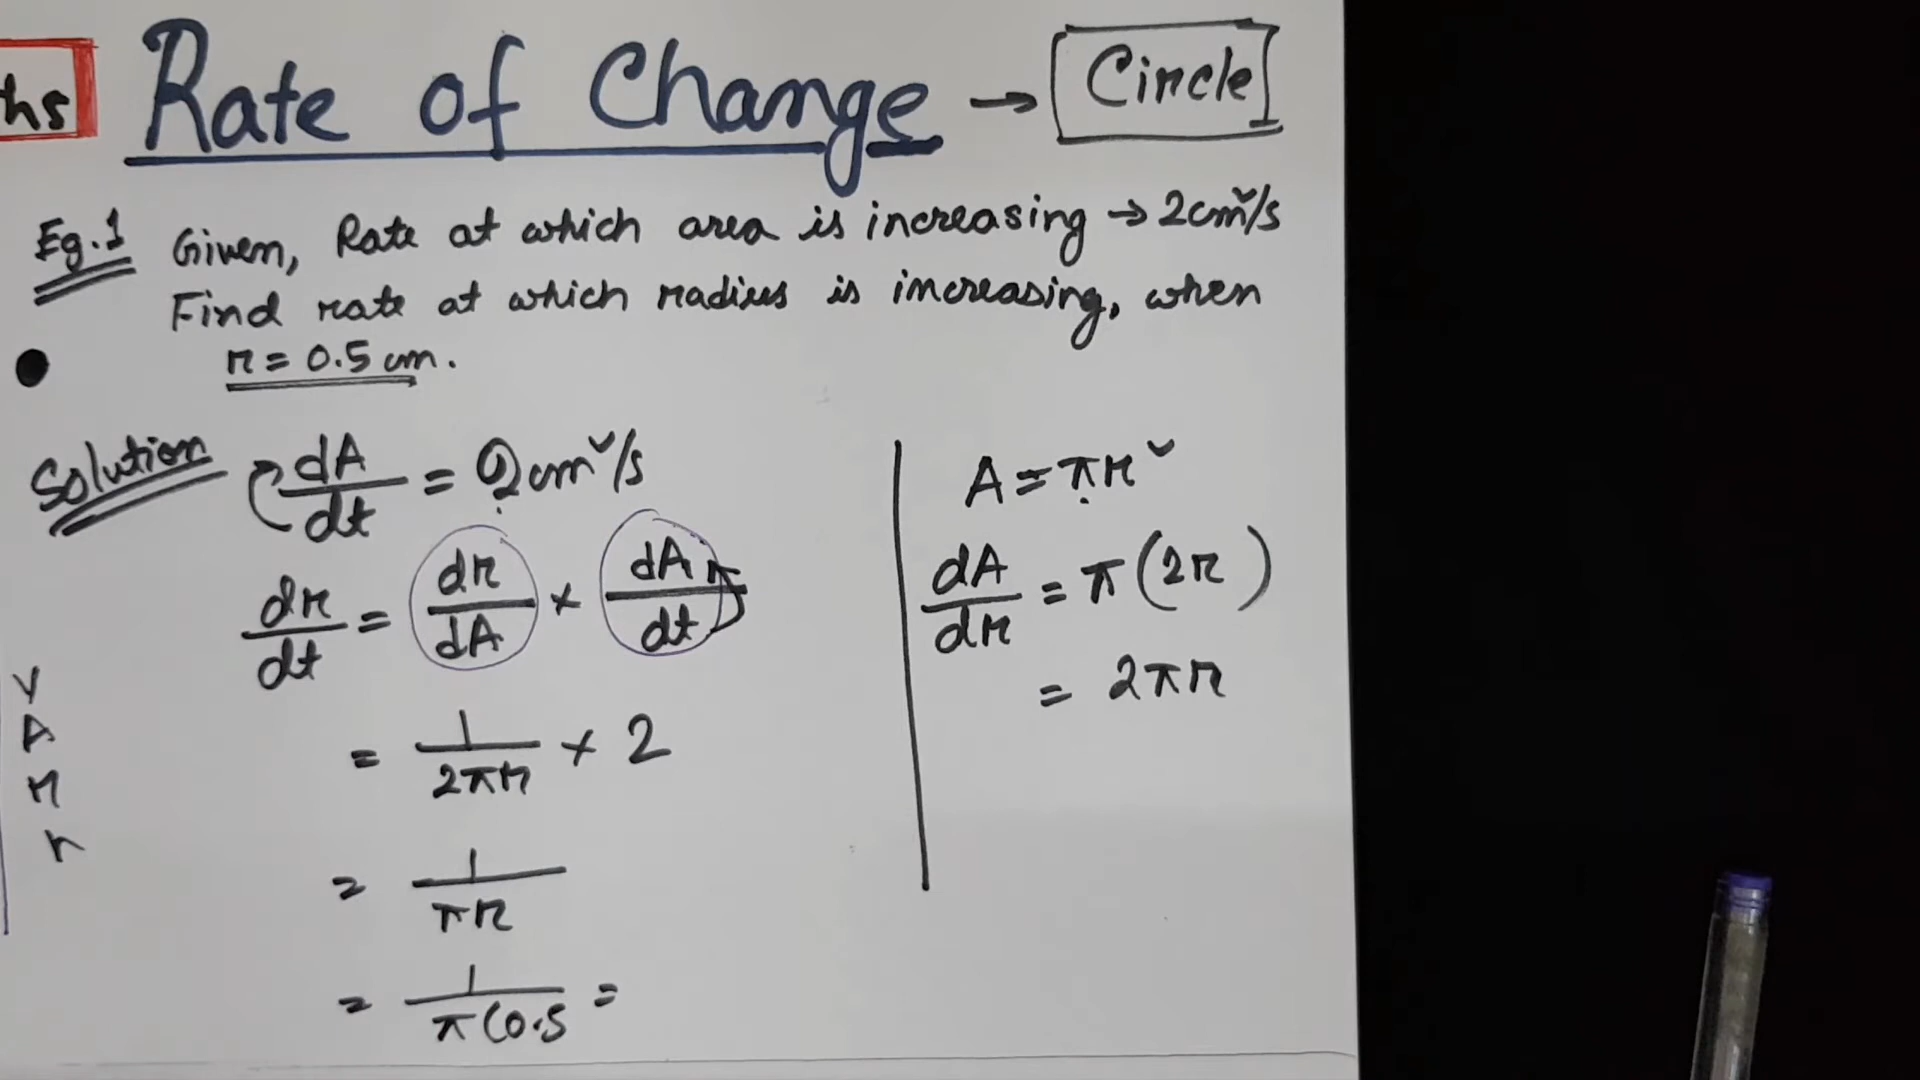 hs
Rate of Change → Circle
Eg.1 Given, Rate at which area is increasing → 2cm²/s
Find rate at which radius is increasing, when
r = 0.5 cm.
Solution dA/dt = 2cm²/s
dr/dt = dr/dA × dA/dt
= 1/2πr × 2
= 1/πr
= 1/π(0.5 =
A = πr²
dA/dr = π(2r)
= 2πr
V
A
r
h